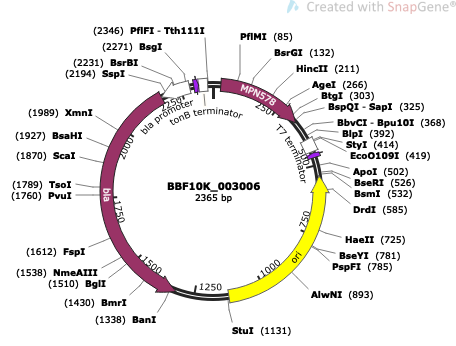 Created with SnapGene®
(2346) PflFI - Tth111I
(2271) BsgI
(2231) BsrBI
(2194) SspI
(1989) XmnI
(1927) BsaHI
(1870) ScaI
(1789) TsoI
(1760) PvuI
(1612) FspI
(1538) NmeAIII
(1510) BglI
(1430) BmrI
(1338) BanI
PflMI (85)
BsrGI (132)
HincII (211)
AgeI (266)
BtgI (303)
BspQI - SapI (325)
BbvCI - Bpu10I (368)
BlpI (392)
StyI (414)
EcoO109I (419)
ApoI (502)
BseRI (526)
BsmI (532)
DrdI (585)
HaeII (725)
BseYI (781)
PspFI (785)
AlwNI (893)
StuI (1131)
MPN578
bla promoter
tonB terminator
T7 terminator
bla
ori
250
500
750
1000
1250
1500
1750
2000
2250
BBF10K_003006
2365 bp